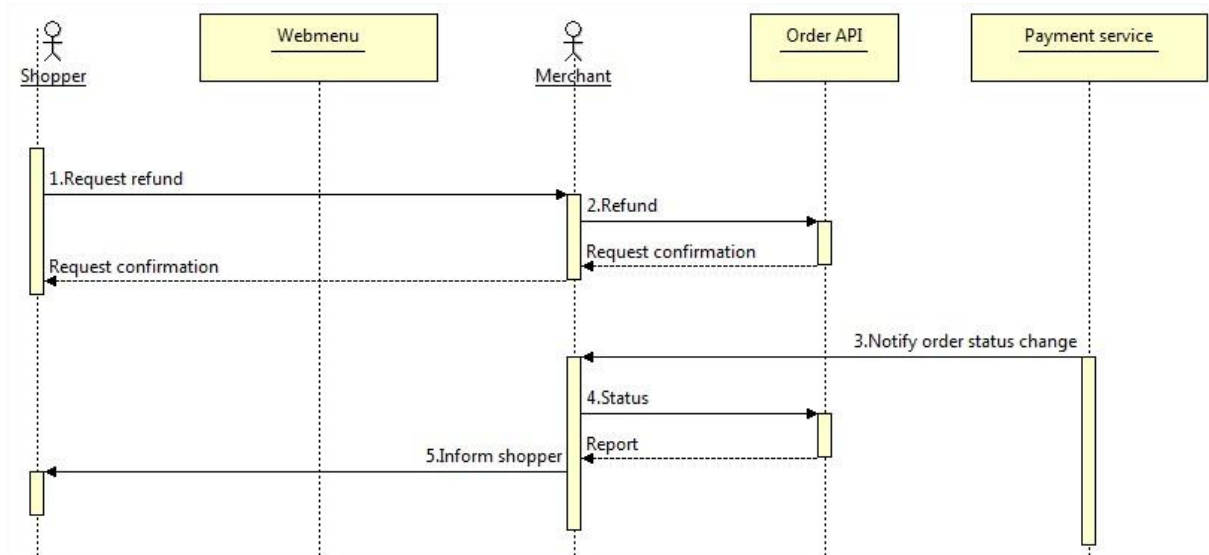 Webmenu
Order API
Payment service
Shopper
Merchant
1.Request refund
2.Refund
Request confirmation
Request confirmation
3.Notify order status change
4.Status
Report
5.Inform shopper